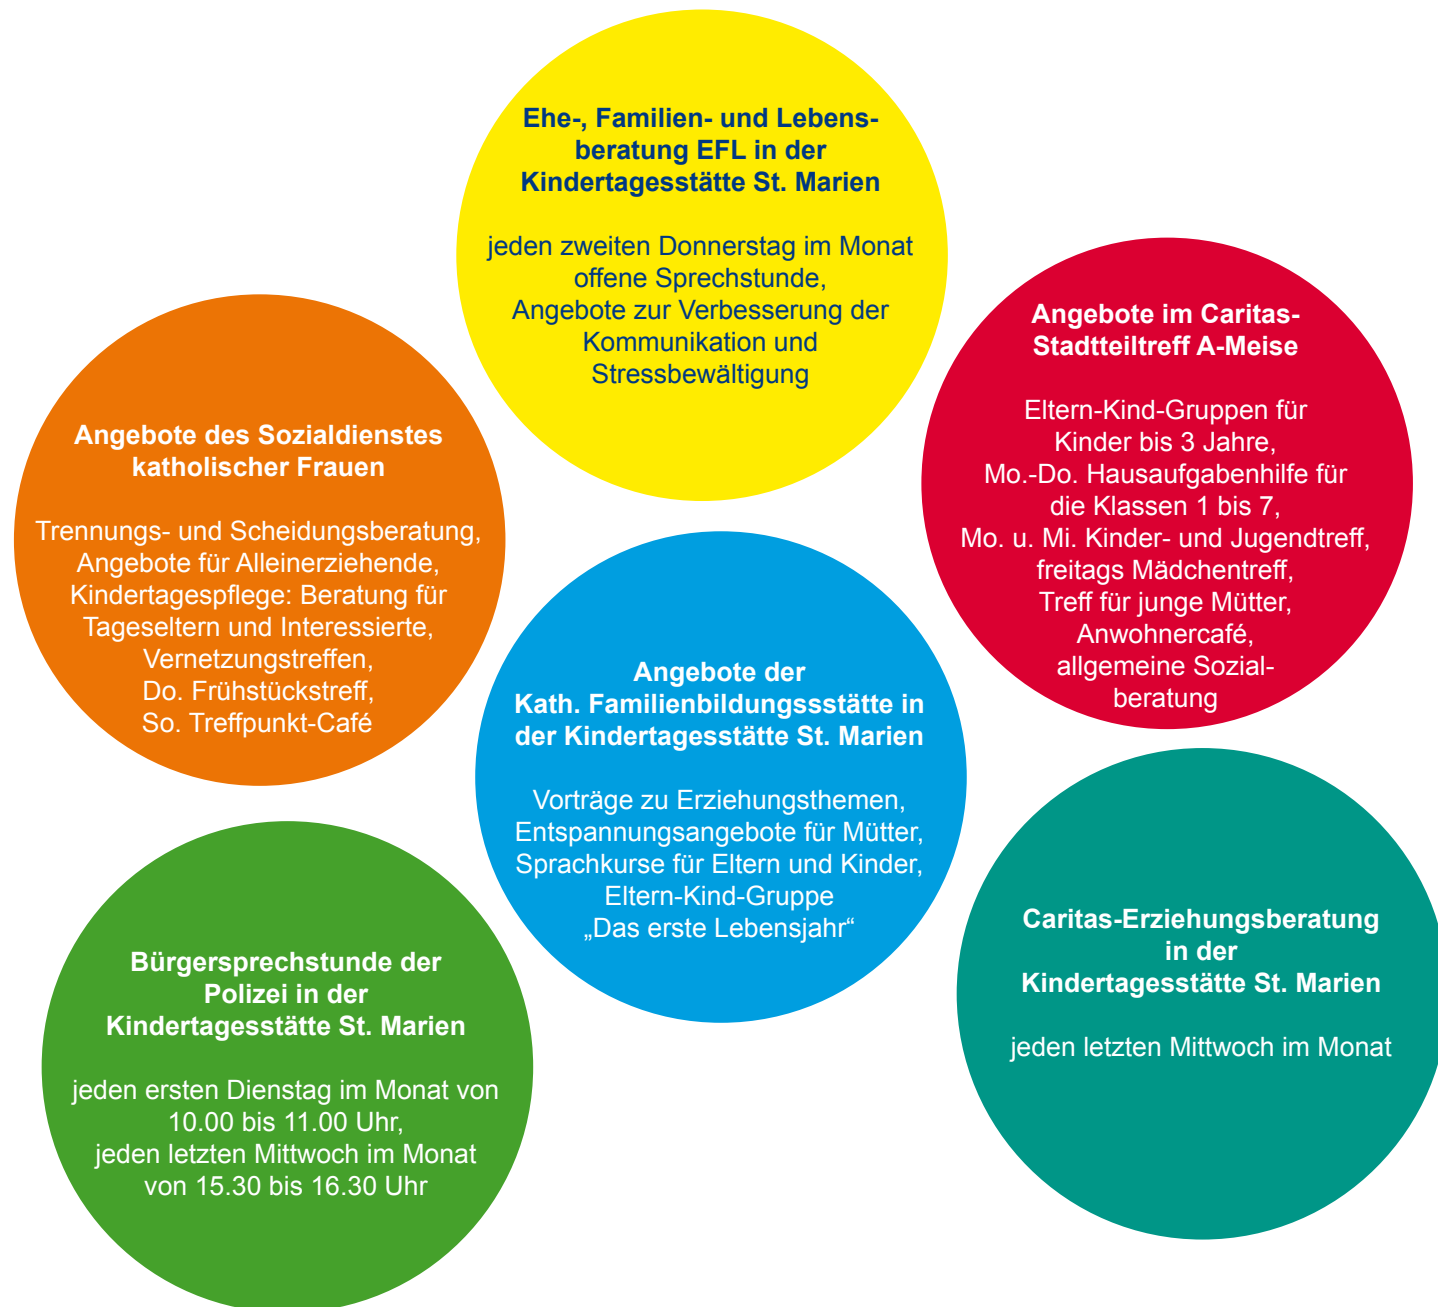 Ehe-, Familien- und Lebens-
beratung EFL in der
Kindertagesstätte St. Marien
jeden zweiten Donnerstag im Monat
offene Sprechstunde,
Angebote zur Verbesserung der
Kommunikation und
Stressbewältigung
Angebote im Caritas-
Stadtteiltreff A-Meise
Eltern-Kind-Gruppen für
Kinder bis 3 Jahre,
Mo.-Do. Hausaufgabenhilfe für
die Klassen 1 bis 7,
Mo. u. Mi. Kinder- und Jugendtreff,
freitags Mädchentreff,
Treff für junge Mütter,
Anwohnercafé,
allgemeine Sozial-
beratung
Angebote des Sozialdienstes
katholischer Frauen
Trennungs- und Scheidungsberatung,
Angebote für Alleinerziehende,
Kindertagespflege: Beratung für
Tageseltern und Interessierte,
Vernetzungstreffen,
Do. Frühstückstreff,
So. Treffpunkt-Café
Angebote der
Kath. Familienbildungssstätte in
der Kindertagesstätte St. Marien
Vorträge zu Erziehungsthemen,
Entspannungsangebote für Mütter,
Sprachkurse für Eltern und Kinder,
Eltern-Kind-Gruppe
„Das erste Lebensjahr“
Caritas-Erziehungsberatung
in der
Kindertagesstätte St. Marien
jeden letzten Mittwoch im Monat
Bürgersprechstunde der
Polizei in der
Kindertagesstätte St. Marien
jeden ersten Dienstag im Monat von
10.00 bis 11.00 Uhr,
jeden letzten Mittwoch im Monat
von 15.30 bis 16.30 Uhr